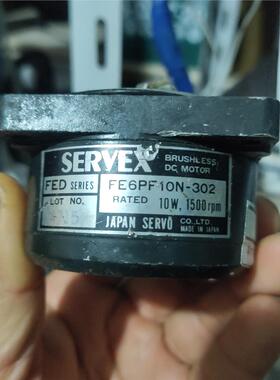 SERVEX BRUSHLESS
DC MOTOR
FED SERIES FE6PF10N-302
LOT NO. RATED 10W, 1500rpm
JAPAN SERVO CO., LTD
MADE IN JAPAN